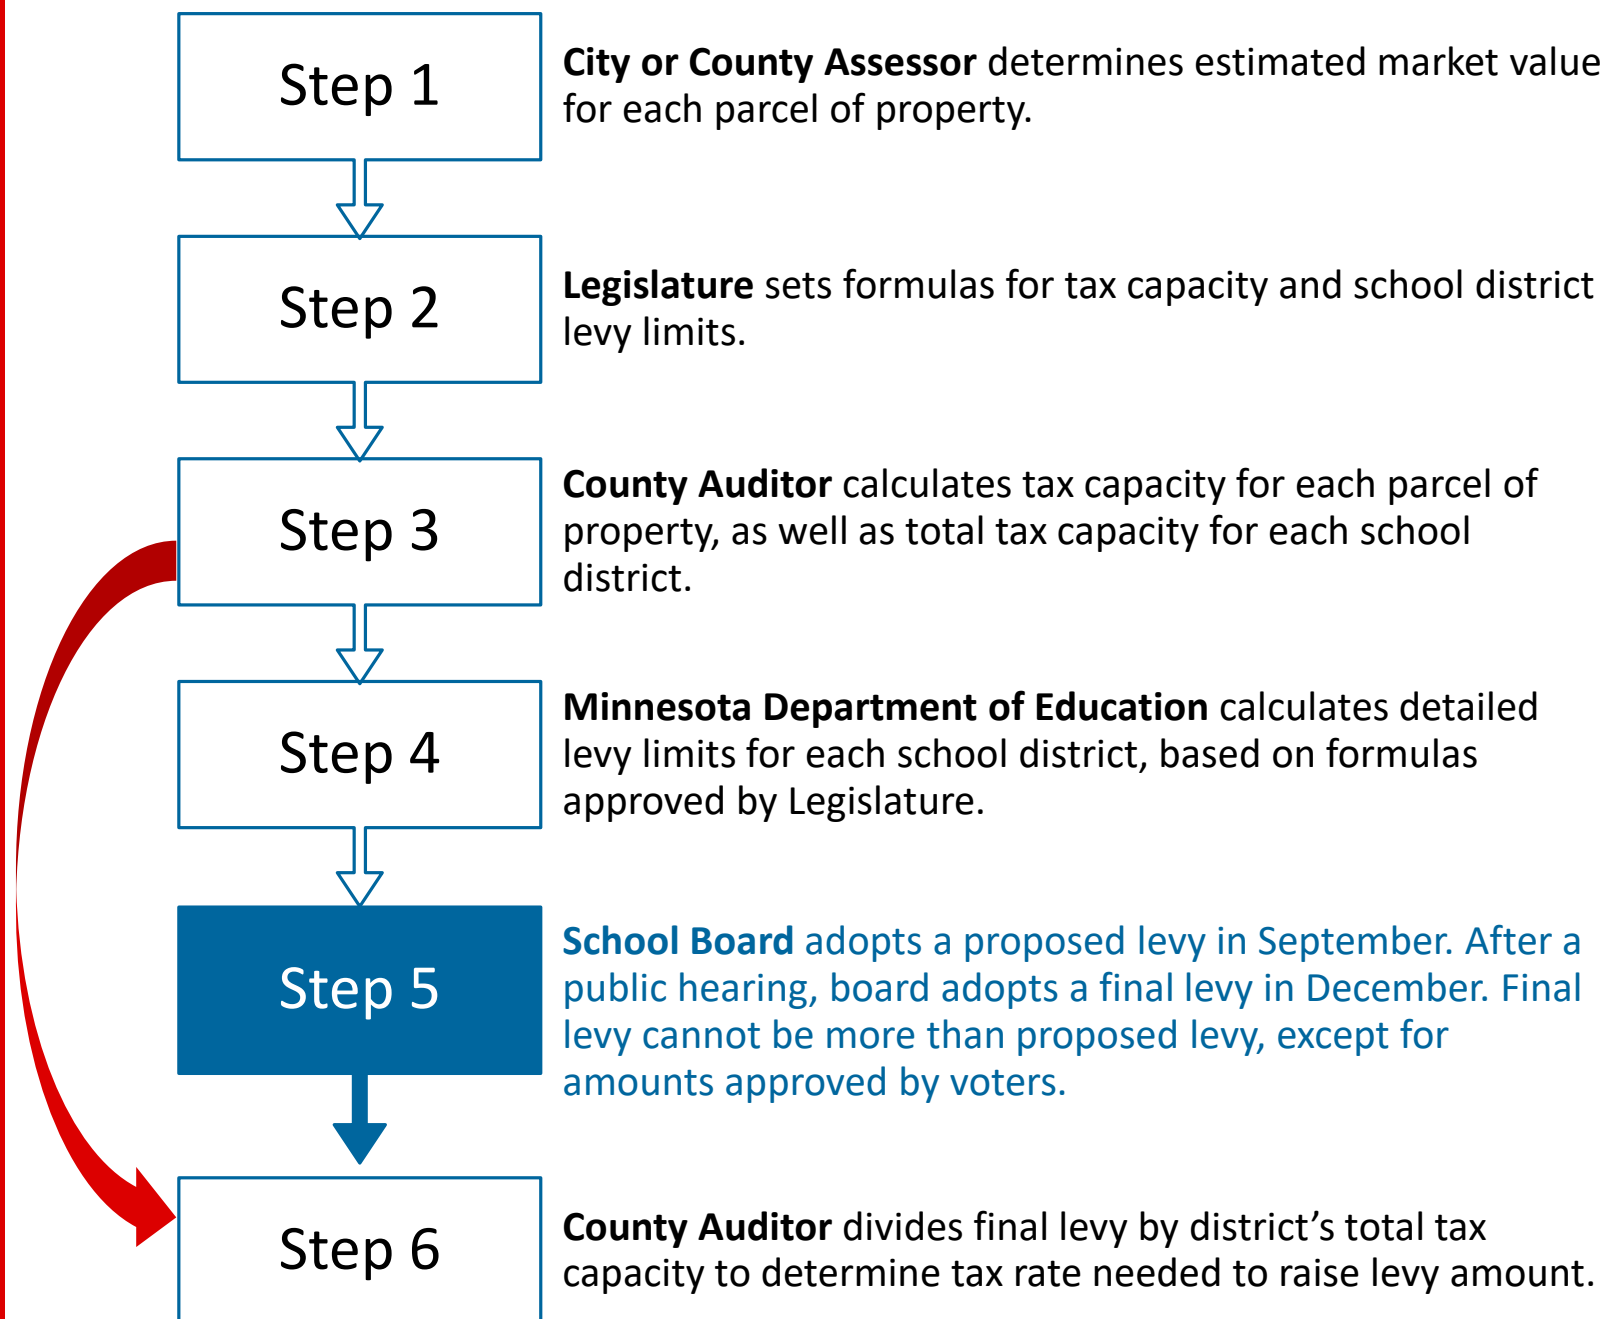 Step 1
City or County Assessor determines estimated market value
for each parcel of property.
Step 2
Legislature sets formulas for tax capacity and school district
levy limits.
Step 3
County Auditor calculates tax capacity for each parcel of
property, as well as total tax capacity for each school
district.
Step 4
Minnesota Department of Education calculates detailed
levy limits for each school district, based on formulas
approved by Legislature.
Step 5
School Board adopts a proposed levy in September. After a
public hearing, board adopts a final levy in December. Final
levy cannot be more than proposed levy, except for
amounts approved by voters.
Step 6
County Auditor divides final levy by district’s total tax
capacity to determine tax rate needed to raise levy amount.